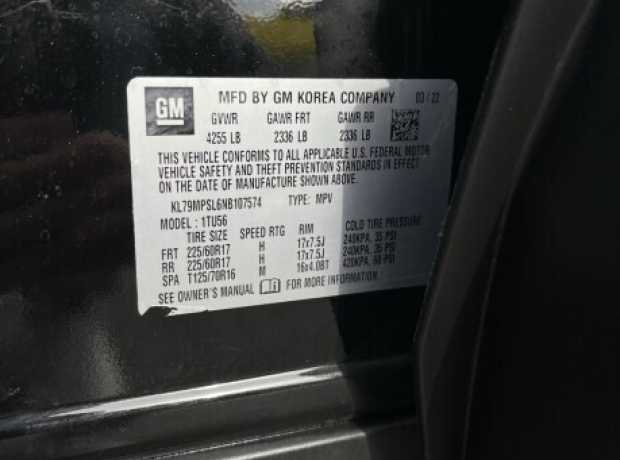 GM
MFD BY GM KOREA COMPANY 03/22
GVWR GAWR FRT GAWR RR
4255 LB 2336 LB 2336 LB
THIS VEHICLE CONFORMS TO ALL APPLICABLE U.S. FEDERAL MOTOR
VEHICLE SAFETY AND THEFT PREVENTION STANDARDS IN EFFECT
ON THE DATE OF MANUFACTURE SHOWN ABOVE.
KL79MPSL6NB107574 TYPE: MPV
MODEL: 1TU56
TIRE SIZE SPEED RTG RIM COLD TIRE PRESSURE
FRT 225/60R17 H 17x7.5J 240KPA, 35 PSI
RR 225/60R17 H 17x7.5J 240KPA, 35 PSI
SPA T125/70R16 M 16x4.0BT 420KPA, 60 PSI
SEE OWNER'S MANUAL FOR MORE INFORMATION.